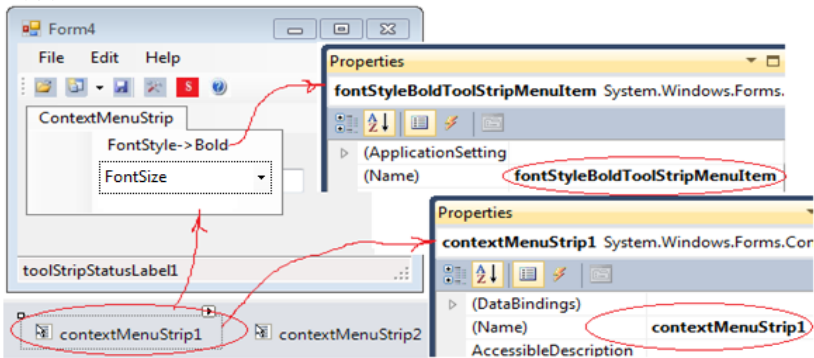 Form4
File Edit Help
S
ContextMenuStrip
FontStyle->Bold
FontSize
toolStripStatusLabel1
contextMenuStrip1
contextMenuStrip2
Properties
fontStyleBoldToolStripMenuItem System.Windows.Forms.
(ApplicationSetting
(Name) fontStyleBoldToolStripMenuItem
Properties
contextMenuStrip1 System.Windows.Forms.Con
(DataBindings)
(Name) contextMenuStrip1
AccessibleDescription